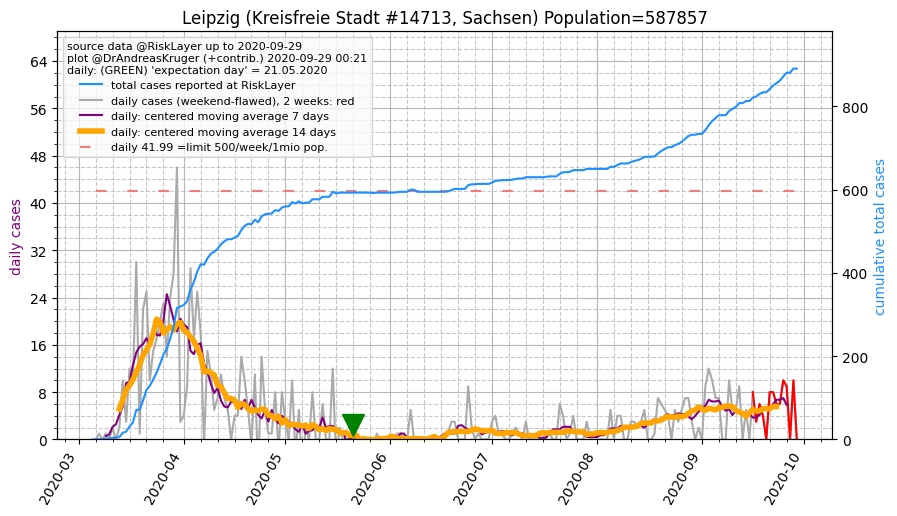 Leipzig (Kreisfreie Stadt #14713, Sachsen) Population=587857
source data @RiskLayer up to 2020-09-29
plot @DrAndreasKruger (+contrib.) 2020-09-29 00:21
daily: (GREEN) 'expectation day' = 21.05.2020
total cases reported at RiskLayer
daily cases (weekend-flawed), 2 weeks: red
daily: centered moving average 7 days
daily: centered moving average 14 days
daily 41.99 =limit 500/week/1mio pop.
daily cases
64
56
48
40
32
24
16
8
0
cumulative total cases
800
600
400
200
0
2020-03
2020-04
2020-05
2020-06
2020-07
2020-08
2020-09
2020-10